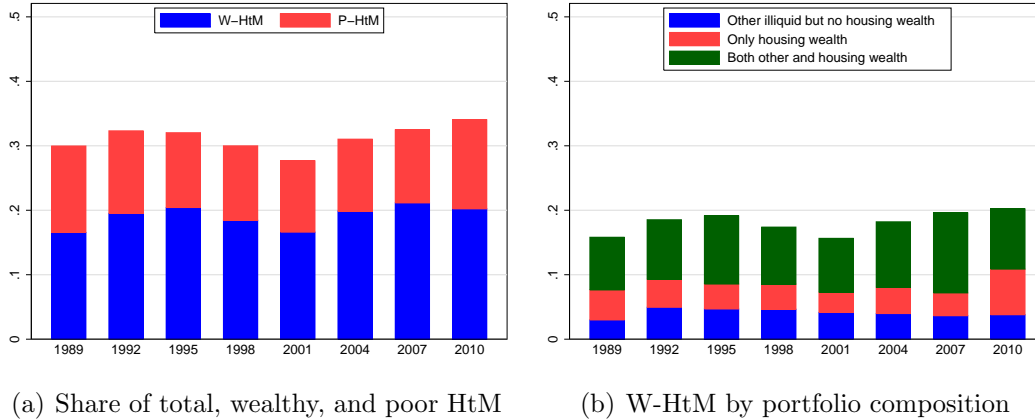 W-HtM P-HtM
.5
.4
.3
.2
.1
0
1989 1992 1995 1998 2001 2004 2007 2010
(a) Share of total, wealthy, and poor HtM
Other illiquid but no housing wealth
Only housing wealth
Both other and housing wealth
.5
.4
.3
.2
.1
0
1989 1992 1995 1998 2001 2004 2007 2010
(b) W-HtM by portfolio composition